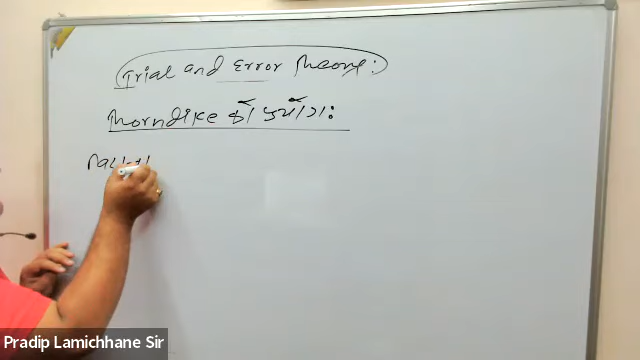 Trial and Error Theory:
Thorndike को प्रयोग:
Pradip Lamichhane Sir